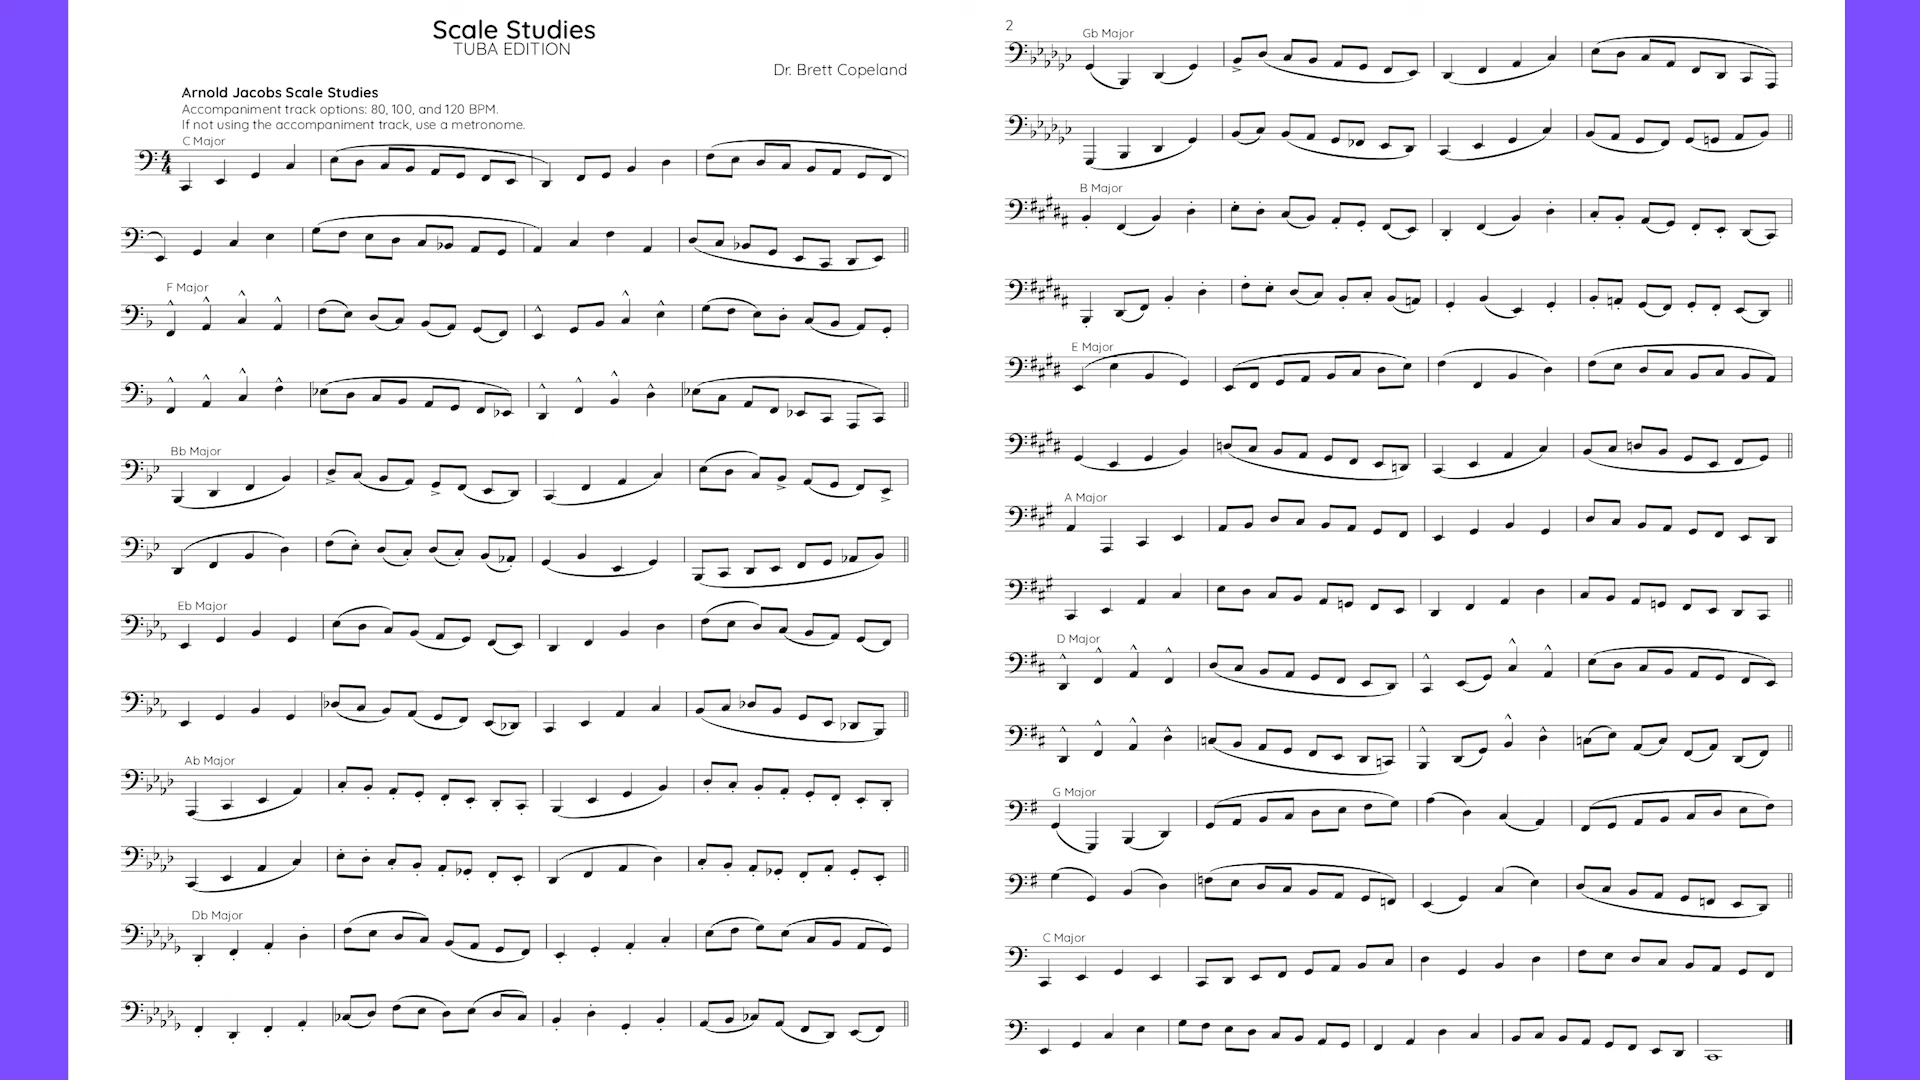 Scale Studies
TUBA EDITION
Dr. Brett Copeland
Arnold Jacobs Scale Studies
Accompaniment track options: 80, 100, and 120 BPM.
If not using the accompaniment track, use a metronome.
C Major
F Major
Bb Major
Eb Major
Ab Major
Db Major
2
Gb Major
B Major
E Major
A Major
D Major
G Major
C Major